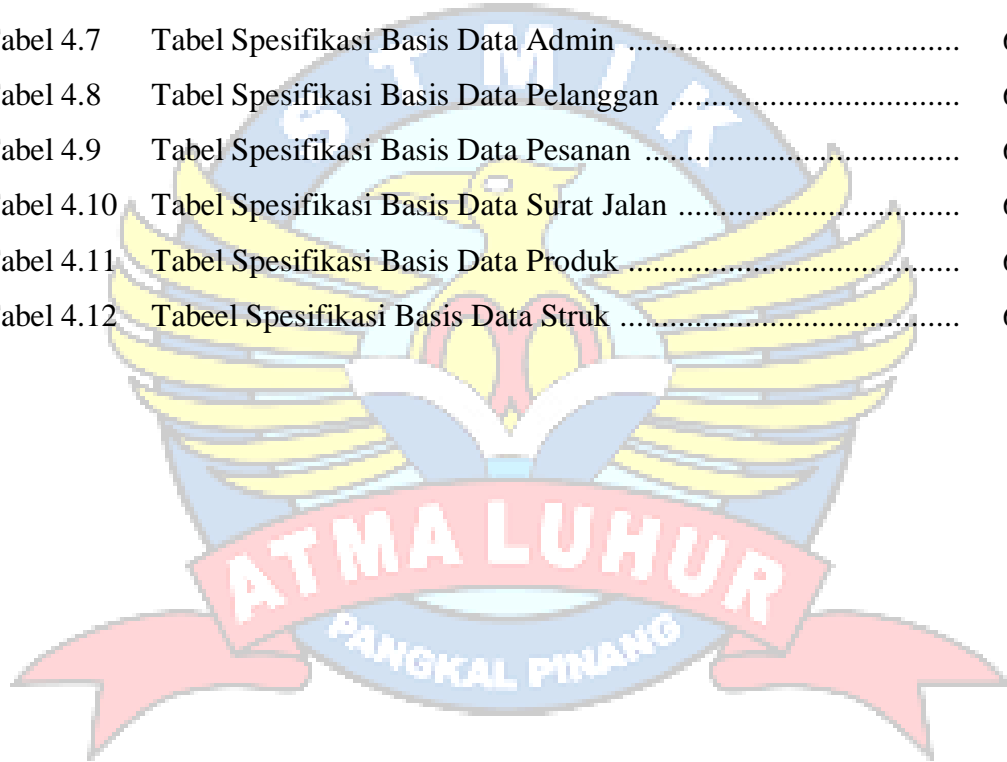 abel 4.7 Tabel Spesifikasi Basis Data Admin ........................................
abel 4.8 Tabel Spesifikasi Basis Data Pelanggan ...................................
abel 4.9 Tabel Spesifikasi Basis Data Pesanan ......................................
abel 4.10 Tabel Spesifikasi Basis Data Surat Jalan ..................................
abel 4.11 Tabel Spesifikasi Basis Data Produk ........................................
abel 4.12 Tabeel Spesifikasi Basis Data Struk .........................................
STMIK
ATMA LUHUR
PANGKAL PINANG